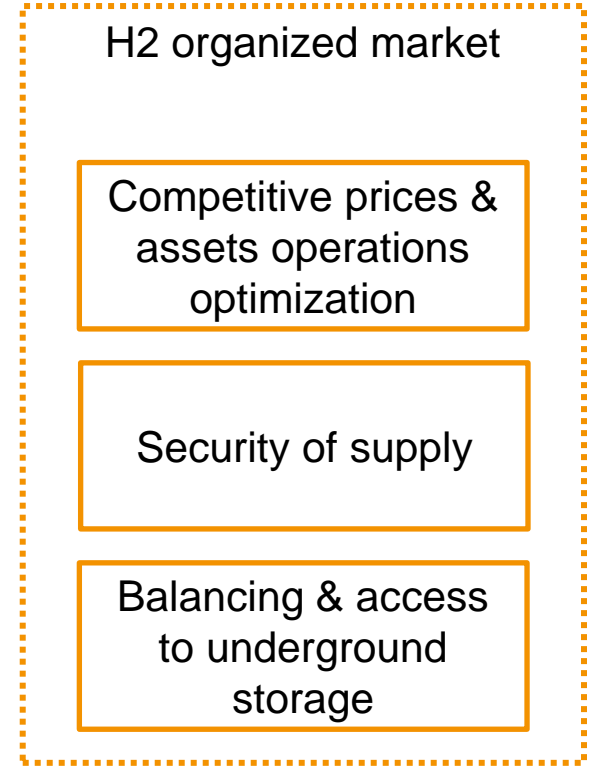 H2 organized market
Competitive prices &
assets operations
optimization
Security of supply
Balancing & access
to underground
storage